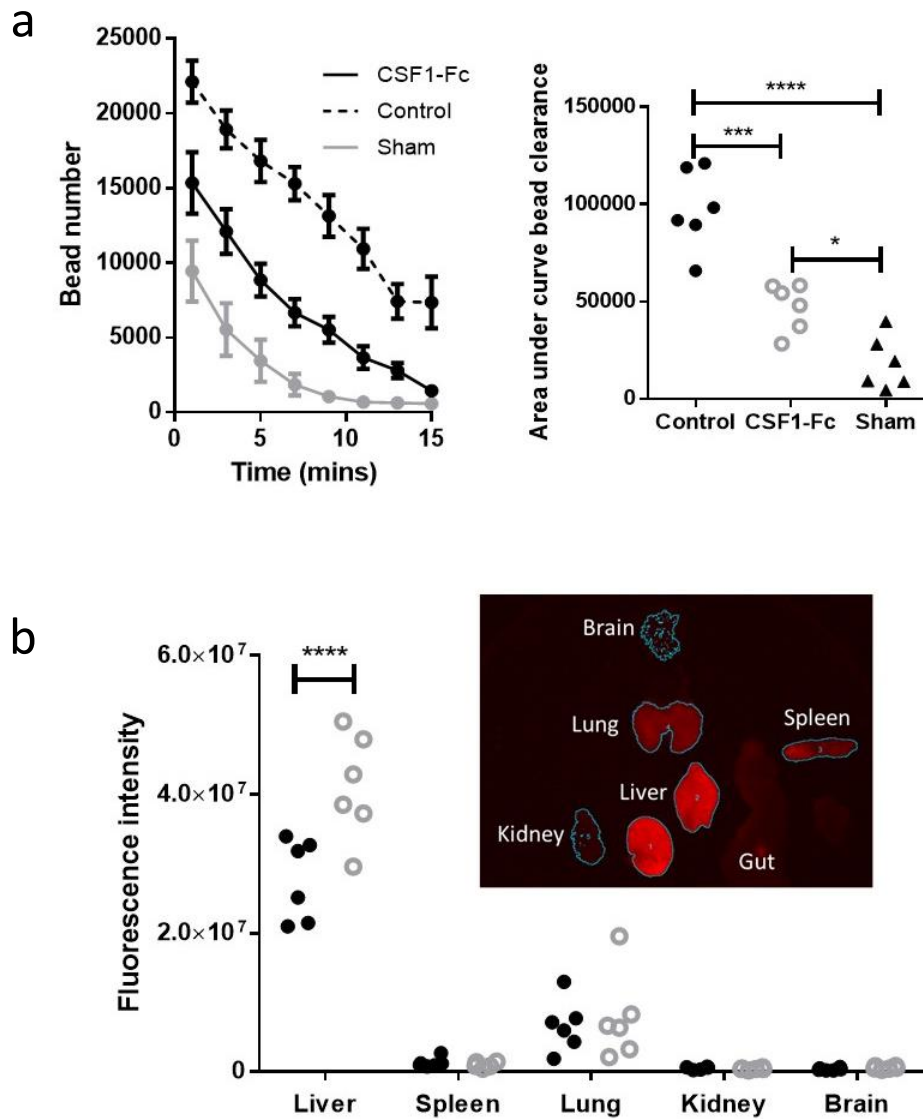 a
25000
20000
15000
10000
5000
0
Bead number
0 5 10 15
Time (mins)
CSF1-Fc
Control
Sham
Area under curve bead clearance
150000
100000
50000
0
****
***
*
Control CSF1-Fc Sham
b
Fluorescence intensity
6.0×10⁷
4.0×10⁷
2.0×10⁷
0
****
Liver Spleen Lung Kidney Brain
Brain
Lung
Spleen
Liver
Kidney
Gut